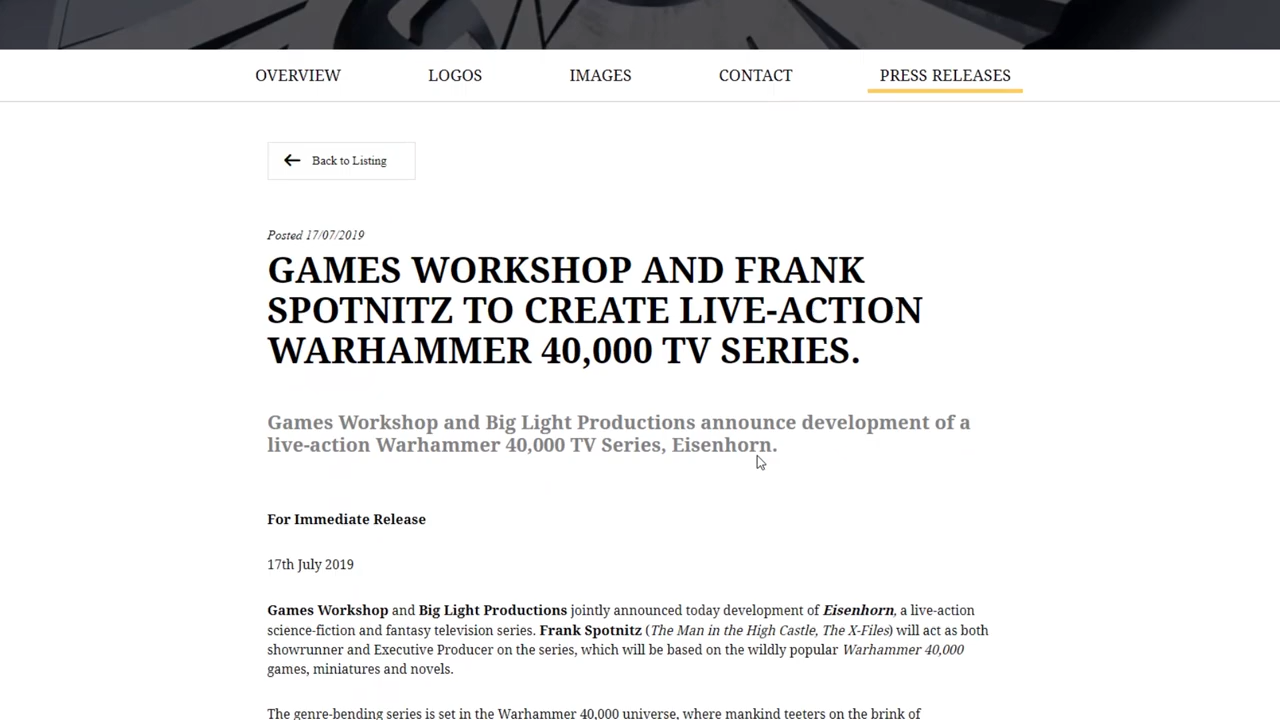 OVERVIEW LOGOS IMAGES CONTACT PRESS RELEASES
Back to Listing
Posted 17/07/2019
GAMES WORKSHOP AND FRANK
SPOTNITZ TO CREATE LIVE-ACTION
WARHAMMER 40,000 TV SERIES.
Games Workshop and Big Light Productions announce development of a
live-action Warhammer 40,000 TV Series, Eisenhorn.
For Immediate Release
17th July 2019
Games Workshop and Big Light Productions jointly announced today development of Eisenhorn, a live-action
science-fiction and fantasy television series. Frank Spotnitz (The Man in the High Castle, The X-Files) will act as both
showrunner and Executive Producer on the series, which will be based on the wildly popular Warhammer 40,000
games, miniatures and novels.
The genre-bending series is set in the Warhammer 40,000 universe, where mankind teeters on the brink of